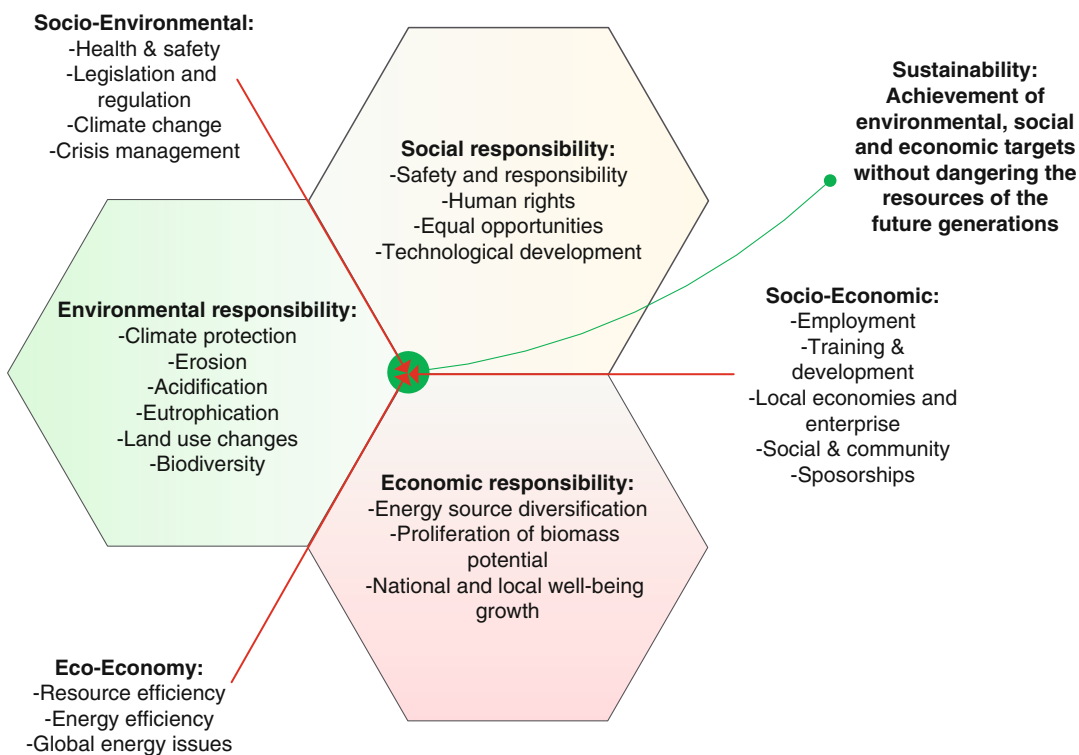 Socio-Environmental:
-Health & safety
-Legislation and
regulation
-Climate change
-Crisis management
Social responsibility:
-Safety and responsibility
-Human rights
-Equal opportunities
-Technological development
Sustainability:
Achievement of
environmental, social
and economic targets
without dangering the
resources of the
future generations
Environmental responsibility:
-Climate protection
-Erosion
-Acidification
-Eutrophication
-Land use changes
-Biodiversity
Socio-Economic:
-Employment
-Training &
development
-Local economies and
enterprise
-Social & community
-Sposorships
Economic responsibility:
-Energy source diversification
-Proliferation of biomass
potential
-National and local well-being
growth
Eco-Economy:
-Resource efficiency
-Energy efficiency
-Global energy issues